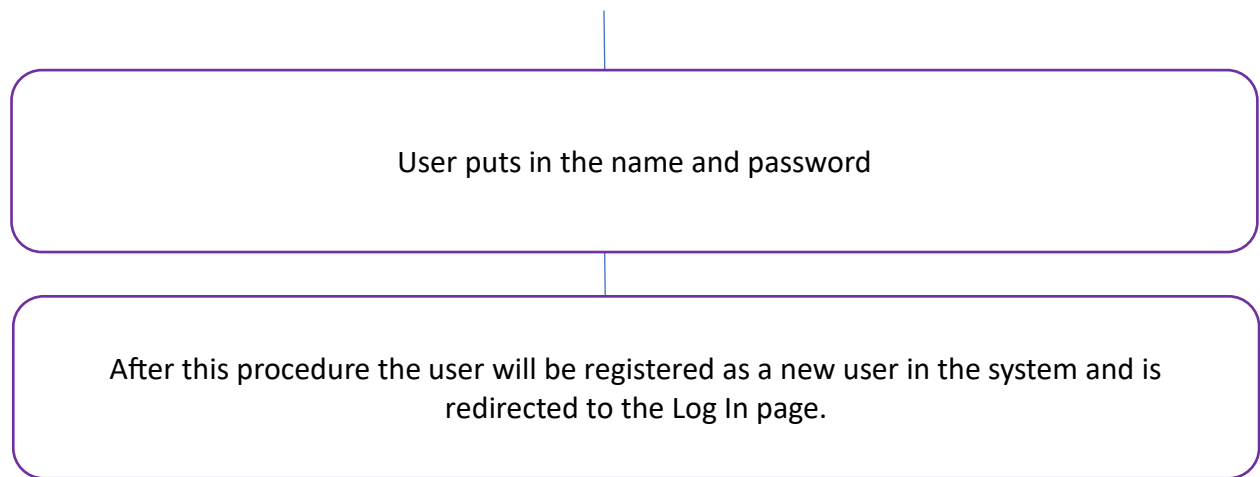 User puts in the name and password
After this procedure the user will be registered as a new user in the system and is
redirected to the Log In page.